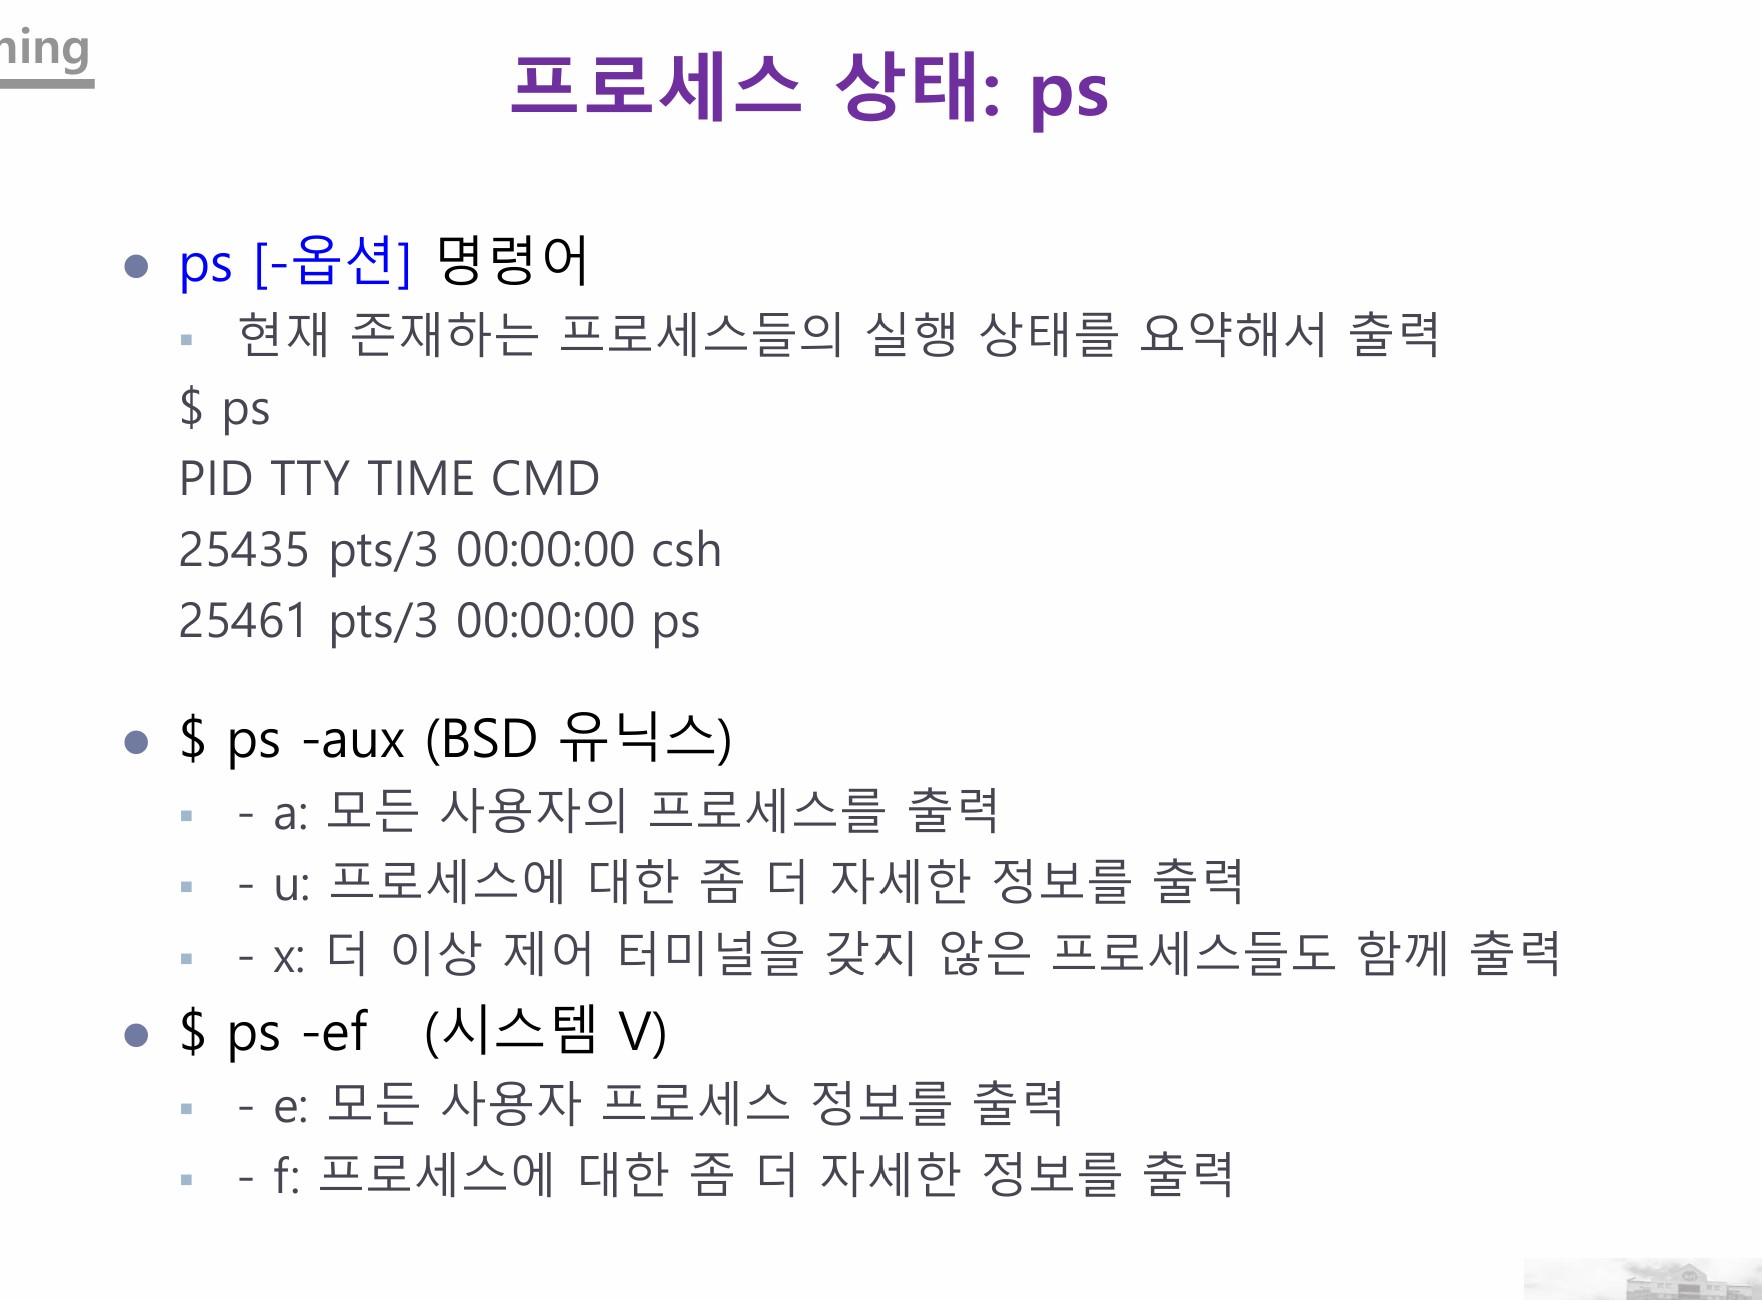 ning
프로세스 상태: ps
ps [-옵션] 명령어
현재 존재하는 프로세스들의 실행 상태를 요약해서 출력
$ ps
PID TTY TIME CMD
25435 pts/3 00:00:00 csh
25461 pts/3 00:00:00 ps
$ ps -aux (BSD 유닉스)
- a: 모든 사용자의 프로세스를 출력
- u: 프로세스에 대한 좀 더 자세한 정보를 출력
- x: 더 이상 제어 터미널을 갖지 않은 프로세스들도 함께 출력
$ ps -ef (시스템 V)
- e: 모든 사용자 프로세스 정보를 출력
- f: 프로세스에 대한 좀 더 자세한 정보를 출력